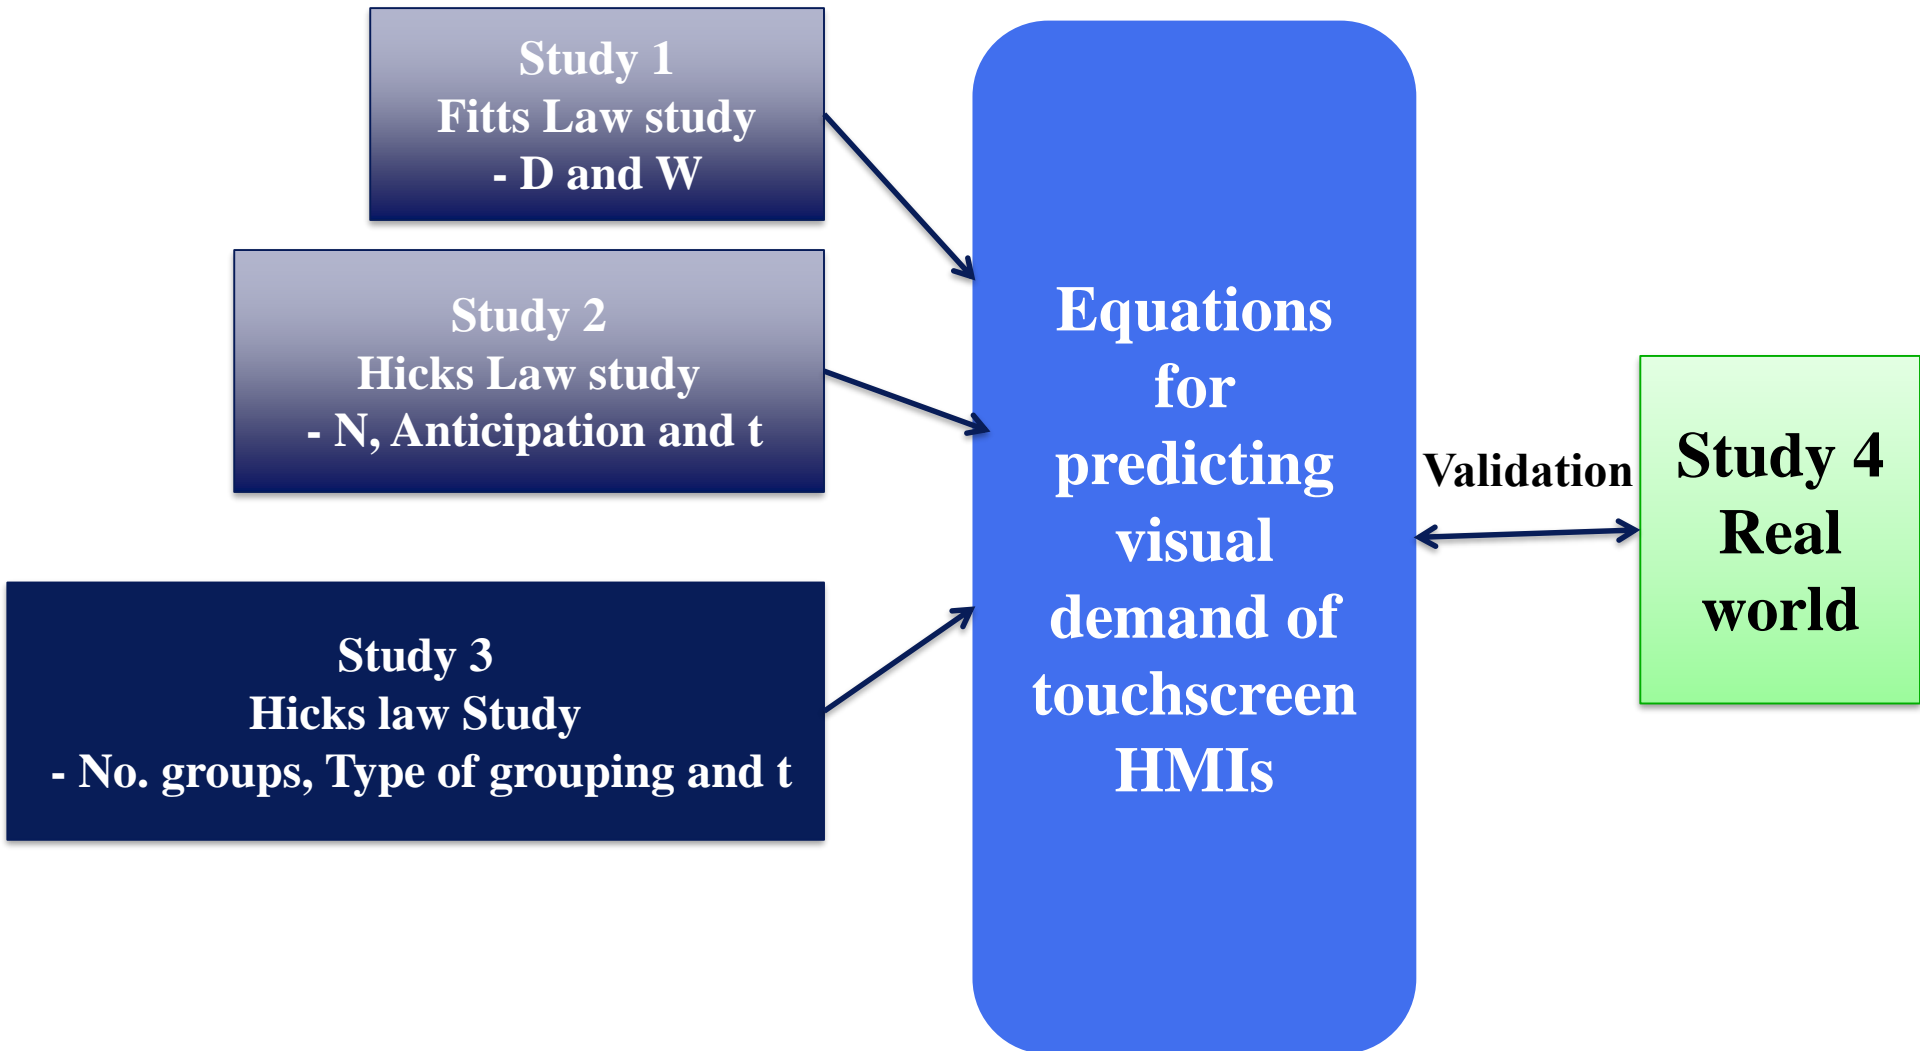 Study 1
Fitts Law study
- D and W
Study 2
Hicks Law study
- N, Anticipation and t
Study 3
Hicks law Study
- No. groups, Type of grouping and t
Equations
for
predicting
visual
demand of
touchscreen
HMIs
Validation
Study 4
Real
world